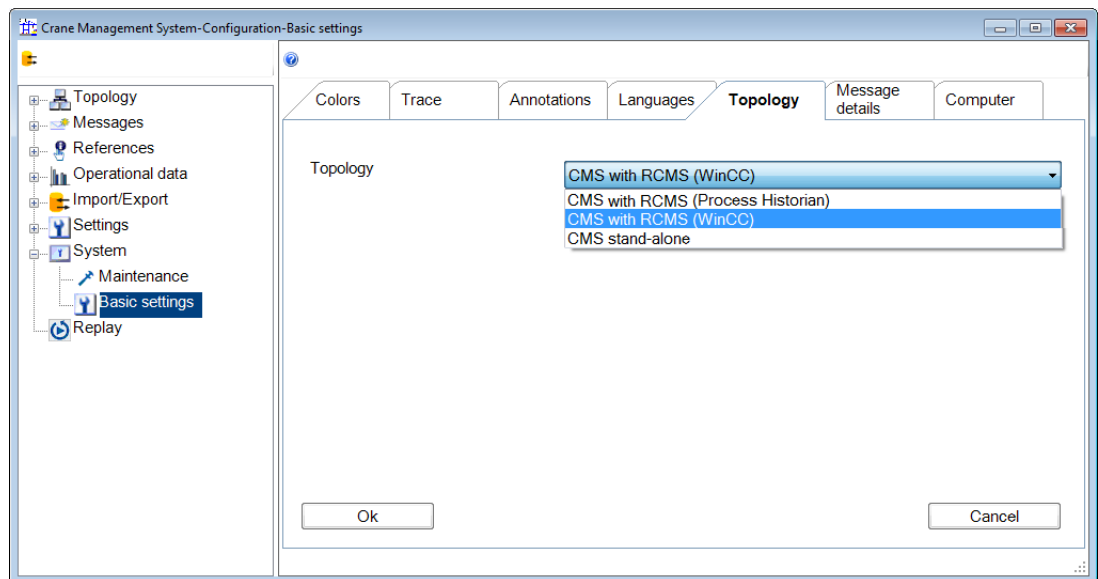 Crane Management System-Configuration-Basic settings
Topology
Messages
References
Operational data
Import/Export
Settings
System
Maintenance
Basic settings
Replay
Colors
Trace
Annotations
Languages
Topology
Message
details
Computer
Topology
CMS with RCMS (WinCC)
CMS with RCMS (Process Historian)
CMS with RCMS (WinCC)
CMS stand-alone
Ok
Cancel